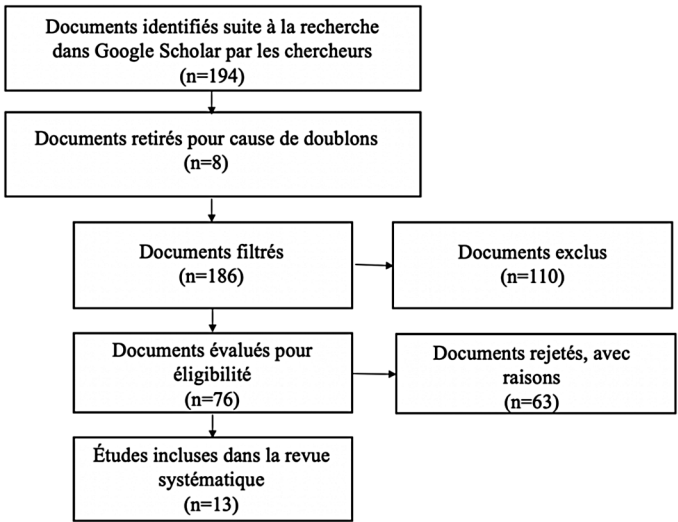 Documents identifiés suite à la recherche
dans Google Scholar par les chercheurs
(n=194)
Documents retirés pour cause de doublons
(n=8)
Documents filtrés
(n=186)
Documents exclus
(n=110)
Documents évalués pour
éligibilité
(n=76)
Documents rejetés, avec
raisons
(n=63)
Études incluses dans la revue
systématique
(n=13)